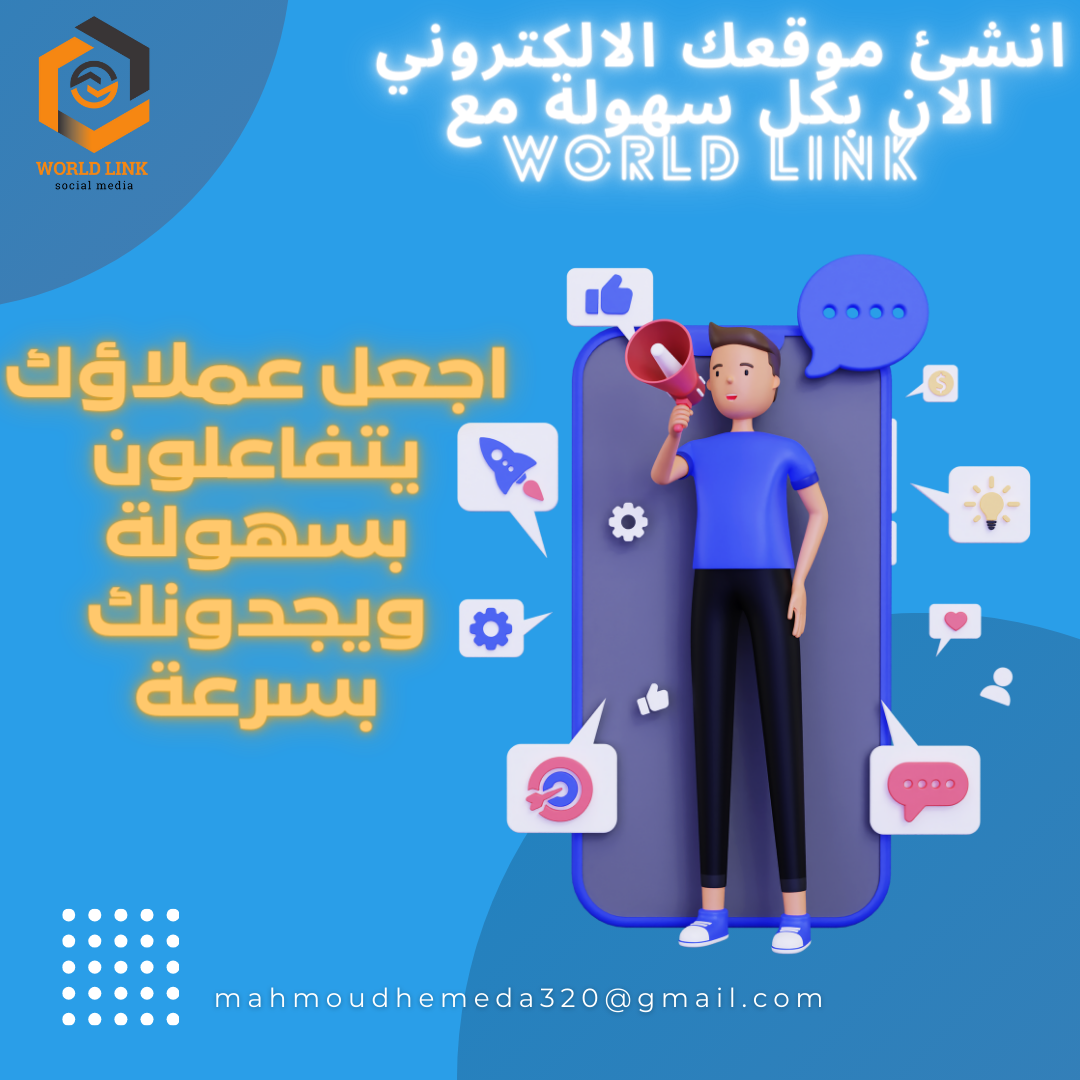 WORLD LINK
social media
انشئ موقعك الالكتروني
الان بكل سهولة مع
WORLD LINK
اجعل عملاؤك
يتفاعلون
بسهولة
ويجدونك
بسرعة
mahmoudhemeda320@gmail.com